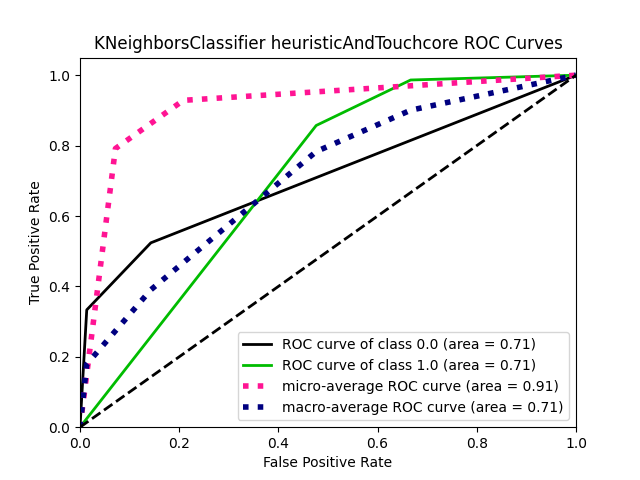 KNeighborsClassifier heuristicAndTouchcore ROC Curves
True Positive Rate
1.0
0.8
0.6
0.4
0.2
0.0
ROC curve of class 0.0 (area = 0.71)
ROC curve of class 1.0 (area = 0.71)
micro-average ROC curve (area = 0.91)
macro-average ROC curve (area = 0.71)
0.0 0.2 0.4 0.6 0.8 1.0
False Positive Rate